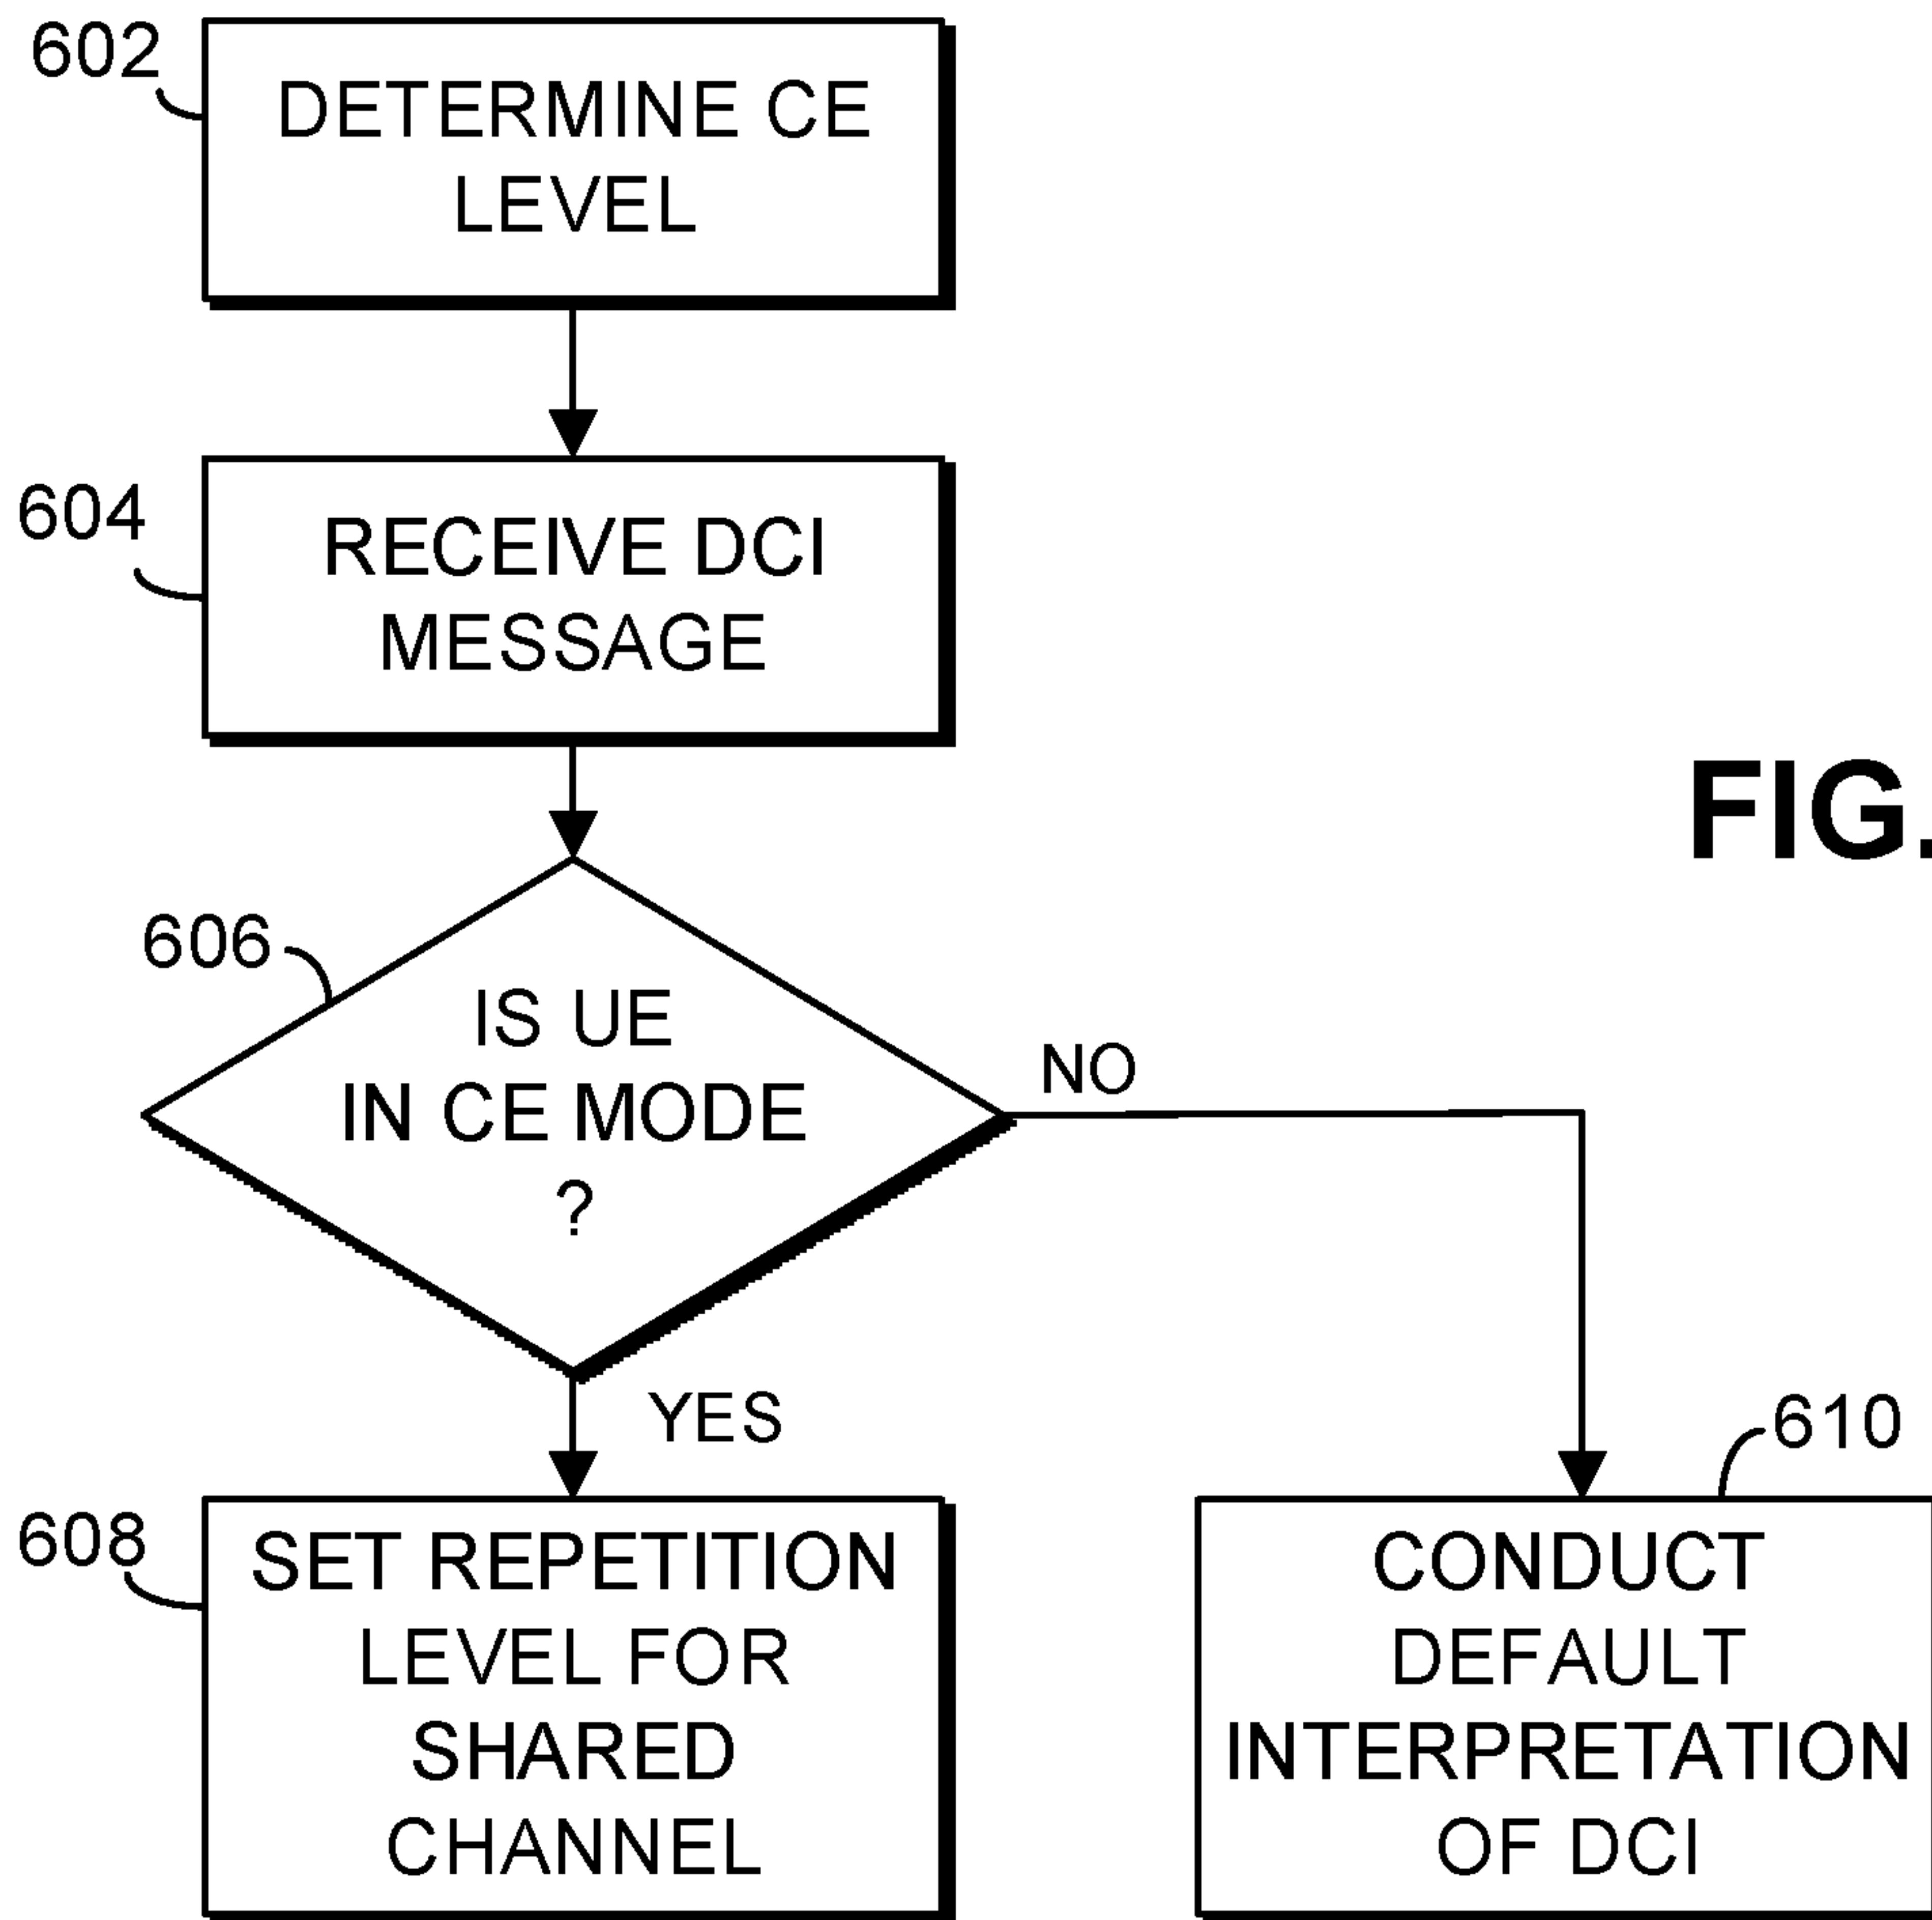 602
DETERMINE CE
LEVEL
604
RECEIVE DCI
MESSAGE
FIG.
606
IS UE
IN CE MODE
?
NO
YES
608
SET REPETITION
LEVEL FOR
SHARED
CHANNEL
610
CONDUCT
DEFAULT
INTERPRETATION
OF DCI